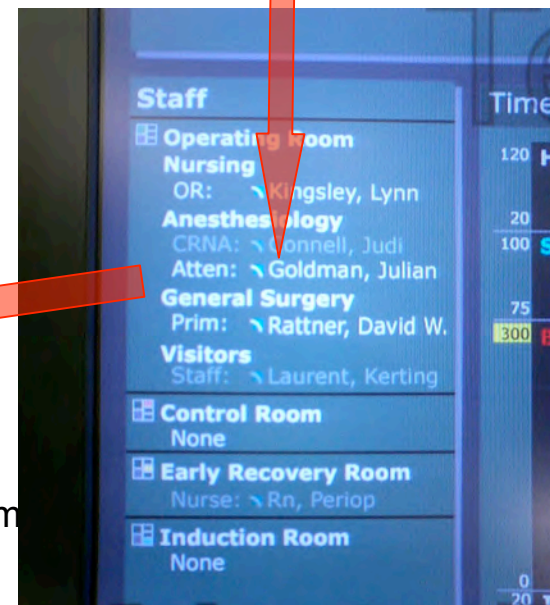 Staff
Time
Operating Room
Nursing
OR: Kingsley, Lynn
Anesthesiology
CRNA: Connell, Judi
Atten: Goldman, Julian
General Surgery
Prim: Rattner, David W.
Visitors
Staff: Laurent, Kerting
Control Room
None
Early Recovery Room
Nurse: Rn, Periop
Induction Room
None
120
20
100
75
300
0
20
m